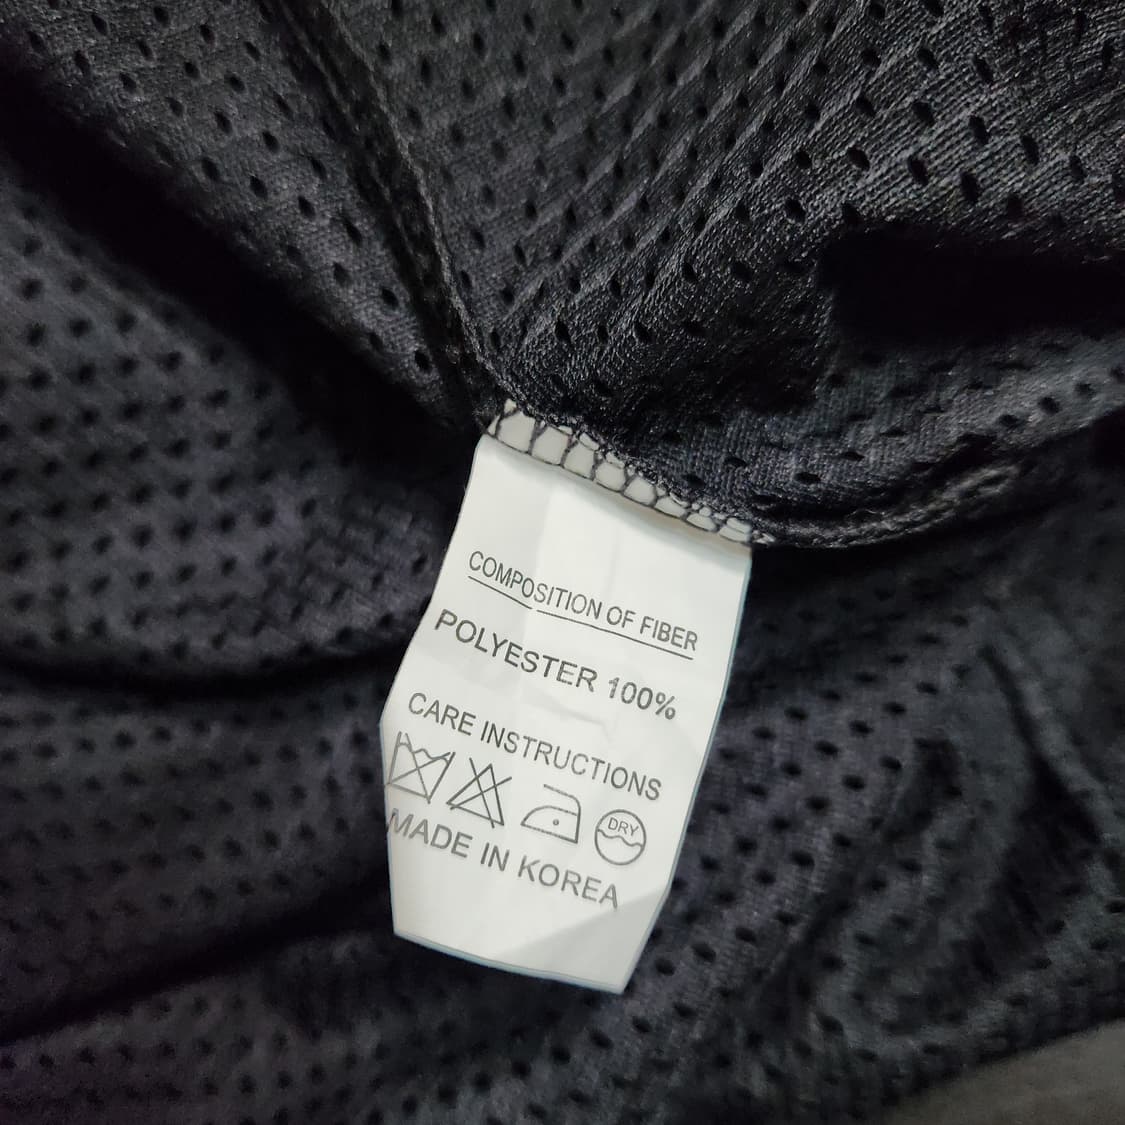 COMPOSITION OF FIBER
POLYESTER 100%
CARE INSTRUCTIONS
DRY
MADE IN KOREA